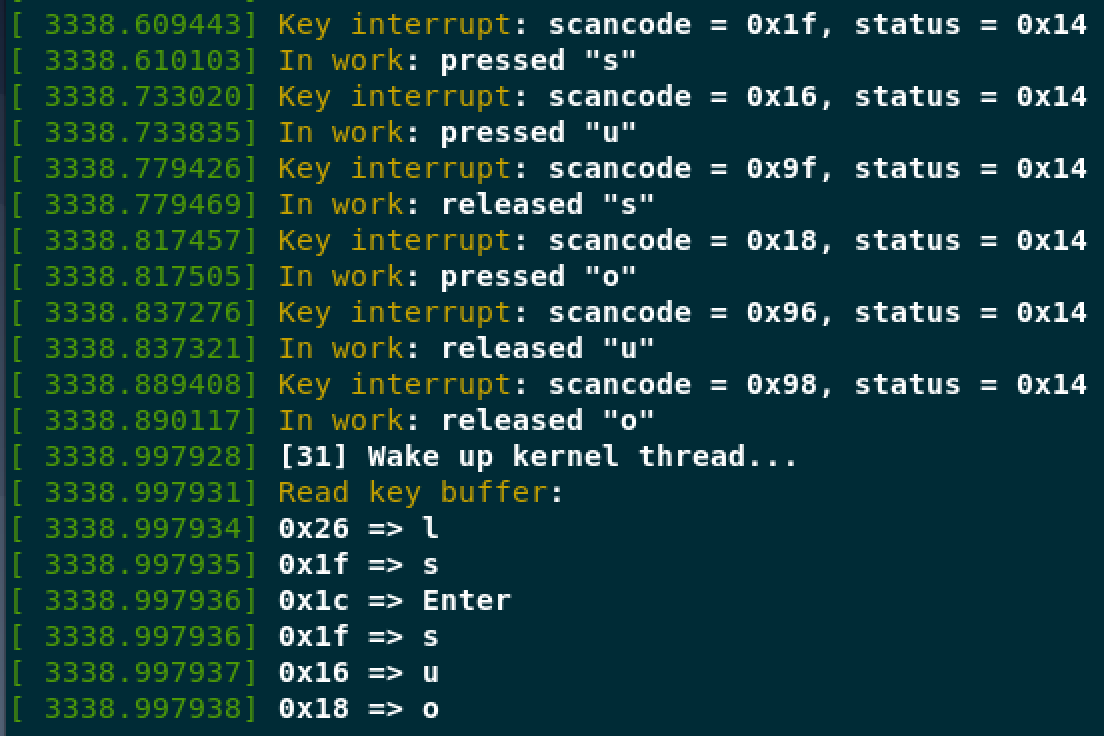 [ 3338.609443] Key interrupt: scancode = 0x1f, status = 0x14
[ 3338.610103] In work: pressed "s"
[ 3338.733020] Key interrupt: scancode = 0x16, status = 0x14
[ 3338.733835] In work: pressed "u"
[ 3338.779426] Key interrupt: scancode = 0x9f, status = 0x14
[ 3338.779469] In work: released "s"
[ 3338.817457] Key interrupt: scancode = 0x18, status = 0x14
[ 3338.817505] In work: pressed "o"
[ 3338.837276] Key interrupt: scancode = 0x96, status = 0x14
[ 3338.837321] In work: released "u"
[ 3338.889408] Key interrupt: scancode = 0x98, status = 0x14
[ 3338.890117] In work: released "o"
[ 3338.997928] [31] Wake up kernel thread...
[ 3338.997931] Read key buffer:
[ 3338.997934] 0x26 => l
[ 3338.997935] 0x1f => s
[ 3338.997936] 0x1c => Enter
[ 3338.997936] 0x1f => s
[ 3338.997937] 0x16 => u
[ 3338.997938] 0x18 => o